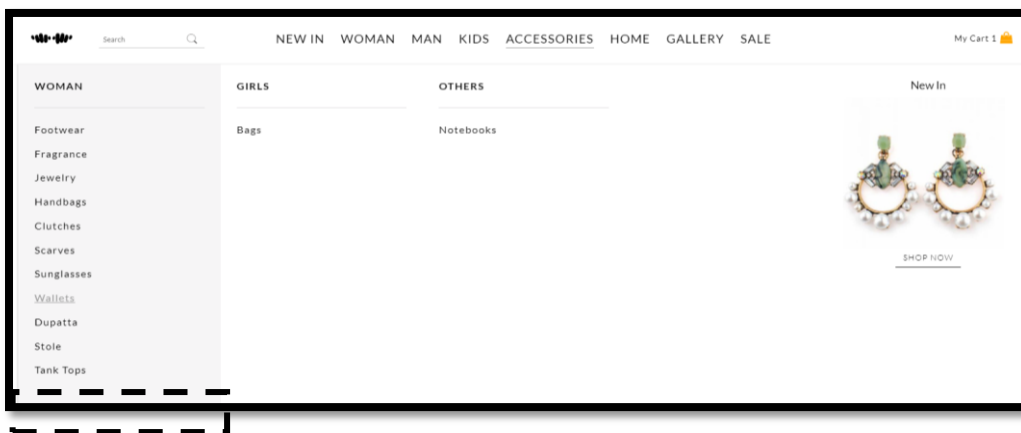 Search
NEW IN WOMAN MAN KIDS ACCESSORIES HOME GALLERY SALE
My Cart 1
WOMAN
Footwear
Fragrance
Jewelry
Handbags
Clutches
Scarves
Sunglasses
Wallets
Dupatta
Stole
Tank Tops
GIRLS
Bags
OTHERS
Notebooks
New In
SHOP NOW